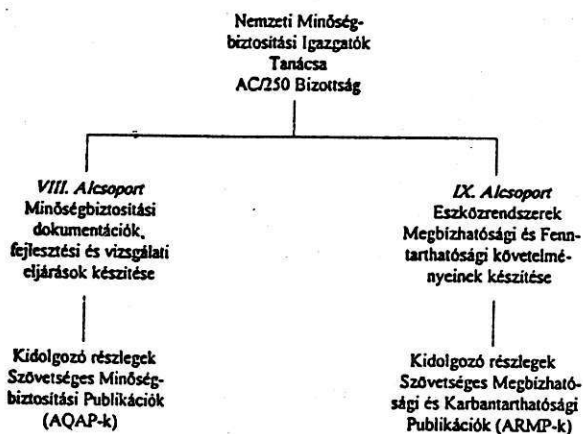 Nemzeti Minőség-
biztosítási Igazgatók
Tanácsa
AC/250 Bizottság
VIII. Alcsoport
Minőségbiztosítási
dokumentációk,
fejlesztési és vizsgálati
eljárások készítése
IX. Alcsoport
Eszközrendszerek
Megbízhatósági és Fenn-
tarthatósági követelmé-
nyeinek készítése
Kidolgozó részlegek
Szövetséges Minőség-
biztosítási Publikációk
(AQAP-k)
Kidolgozó részlegek
Szövetséges Megbízható-
sági és Karbantarthatósági
Publikációk (ARMP-k)